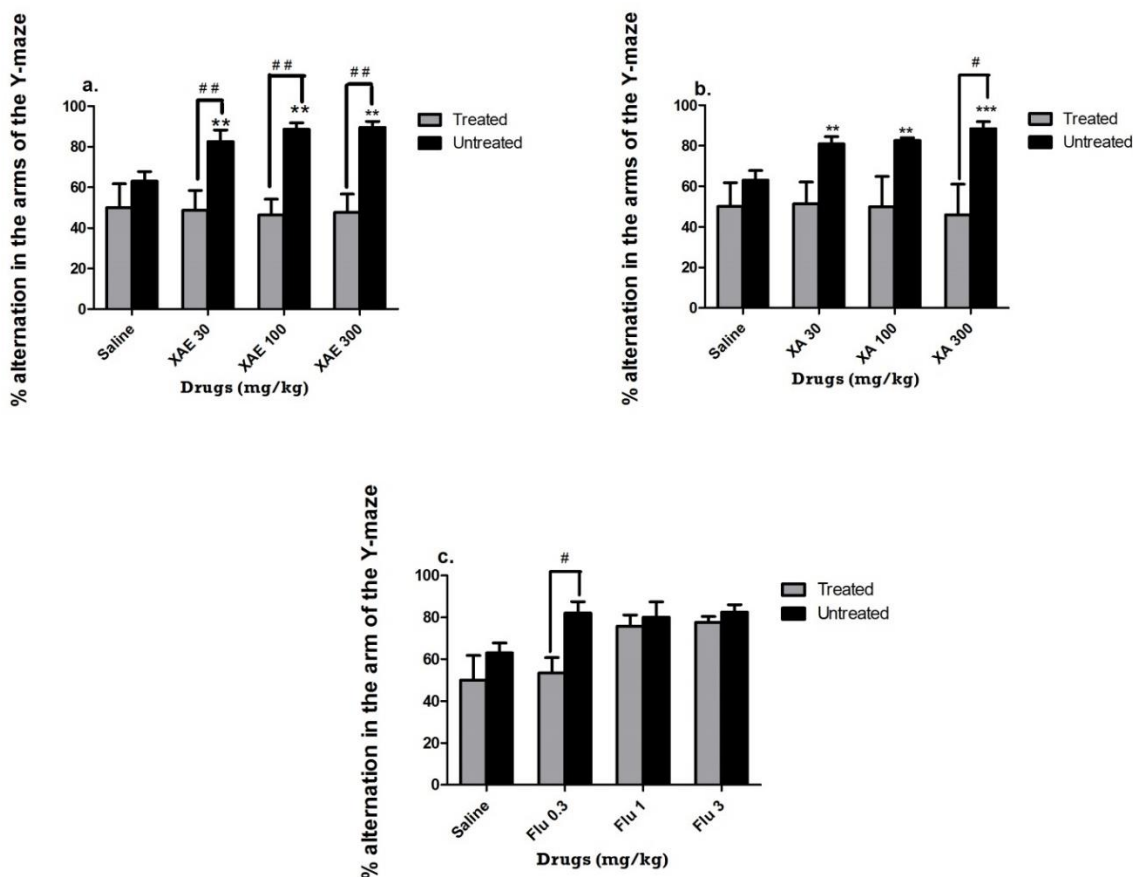 % alternation in the arms of the Y-maze
a.
# #
# #
# #
**
**
**
100
80
60
40
20
0
Saline
XAE 30
XAE 100
XAE 300
Drugs (mg/kg)
Treated
Untreated
% alternation in the arms of the Y-maze
b.
#
**
**
***
100
80
60
40
20
0
Saline
XA 30
XA 100
XA 300
Drugs (mg/kg)
Treated
Untreated
% alternation in the arm of the Y-maze
c.
#
100
80
60
40
20
0
Saline
Flu 0.3
Flu 1
Flu 3
Drugs (mg/kg)
Treated
Untreated